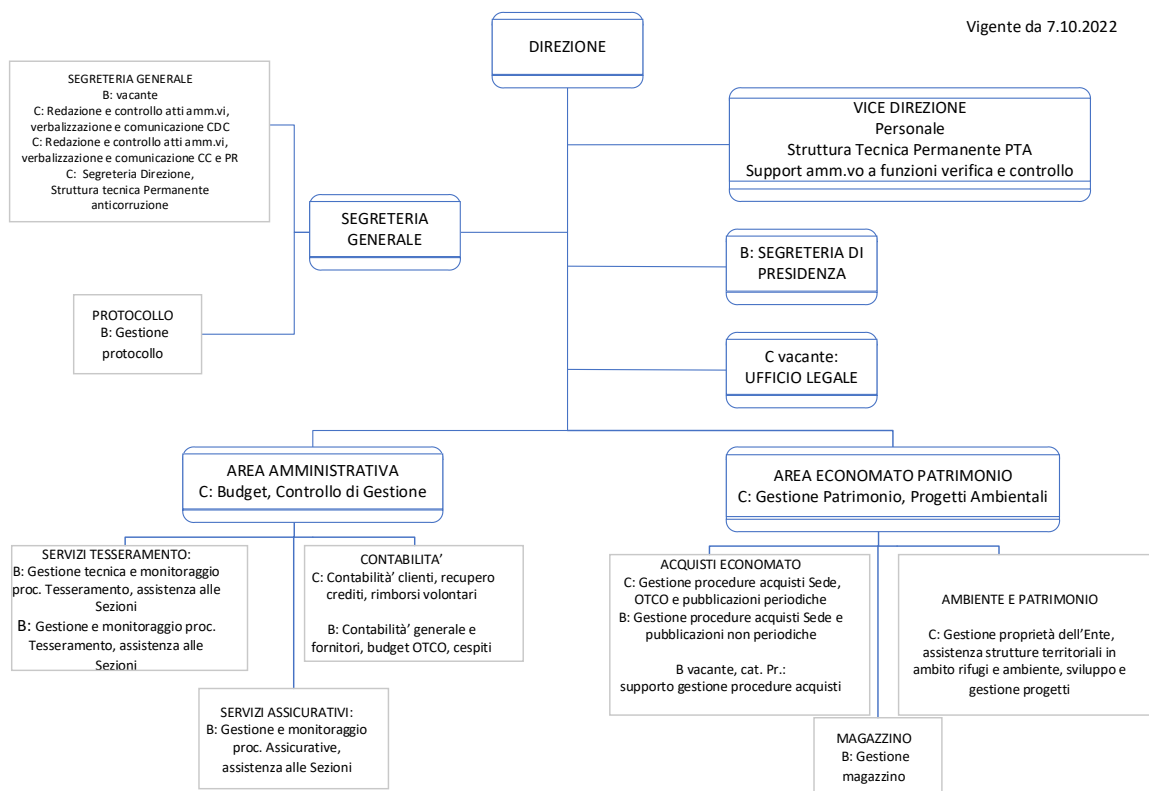 Vigente da 7.10.2022
DIREZIONE
SEGRETERIA GENERALE
B: vacante
C: Redazione e controllo atti amm.vi,
verbalizzazione e comunicazione CDC
C: Redazione e controllo atti amm.vi,
verbalizzazione e comunicazione CC e PR
C: Segreteria Direzione,
Struttura tecnica Permanente
anticorruzione
VICE DIREZIONE
Personale
Struttura Tecnica Permanente PTA
Support amm.vo a funzioni verifica e controllo
SEGRETERIA
GENERALE
B: SEGRETERIA DI
PRESIDENZA
PROTOCOLLO
B: Gestione
protocollo
C vacante:
UFFICIO LEGALE
AREA AMMINISTRATIVA
C: Budget, Controllo di Gestione
AREA ECONOMATO PATRIMONIO
C: Gestione Patrimonio, Progetti Ambientali
SERVIZI TESSERAMENTO:
B: Gestione tecnica e monitoraggio
proc. Tesseramento, assistenza alle
Sezioni
B: Gestione e monitoraggio proc.
Tesseramento, assistenza alle
Sezioni
CONTABILITA'
C: Contabilità' clienti, recupero
crediti, rimborsi volontari
B: Contabilità' generale e
fornitori, budget OTCO, cespiti
SERVIZI ASSICURATIVI:
B: Gestione e monitoraggio
proc. Assicurative,
assistenza alle Sezioni
ACQUISTI ECONOMATO
C: Gestione procedure acquisti Sede,
OTCO e pubblicazioni periodiche
B: Gestione procedure acquisti Sede e
pubblicazioni non periodiche
B vacante, cat. Pr.:
supporto gestione procedure acquisti
AMBIENTE E PATRIMONIO
C: Gestione proprietà dell'Ente,
assistenza strutture territoriali in
ambito rifugi e ambiente, sviluppo e
gestione progetti
MAGAZZINO
B: Gestione
magazzino